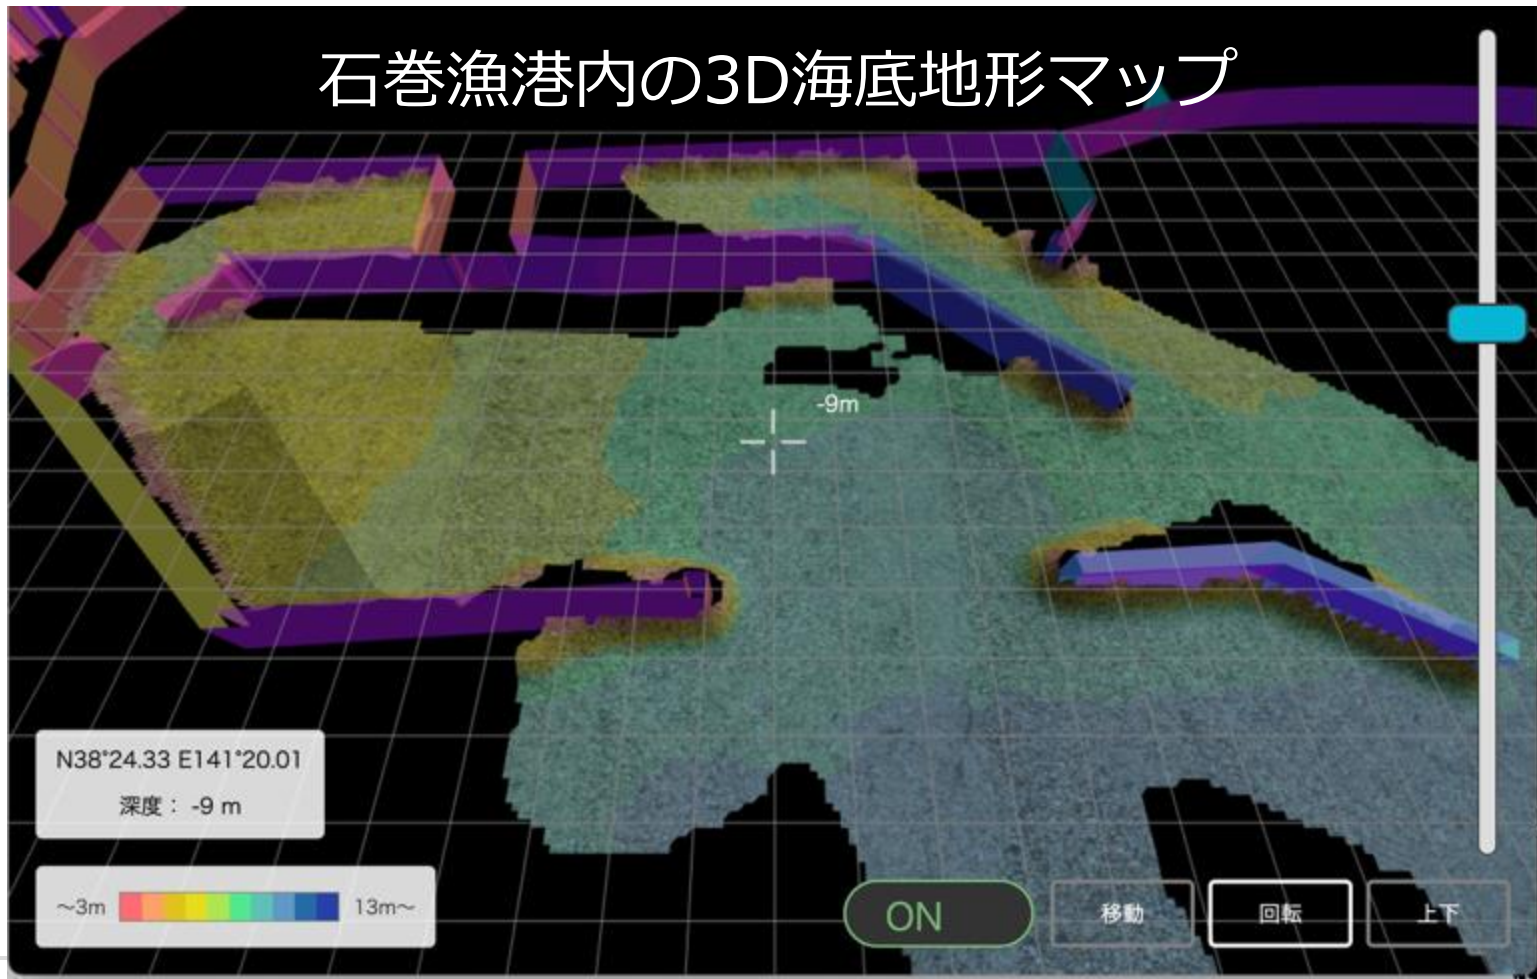 石巻漁港内の3D海底地形マップ
-9m
N38°24.33 E141°20.01
深度： -9 m
～3m 13m～
ON 移動 回転 上下